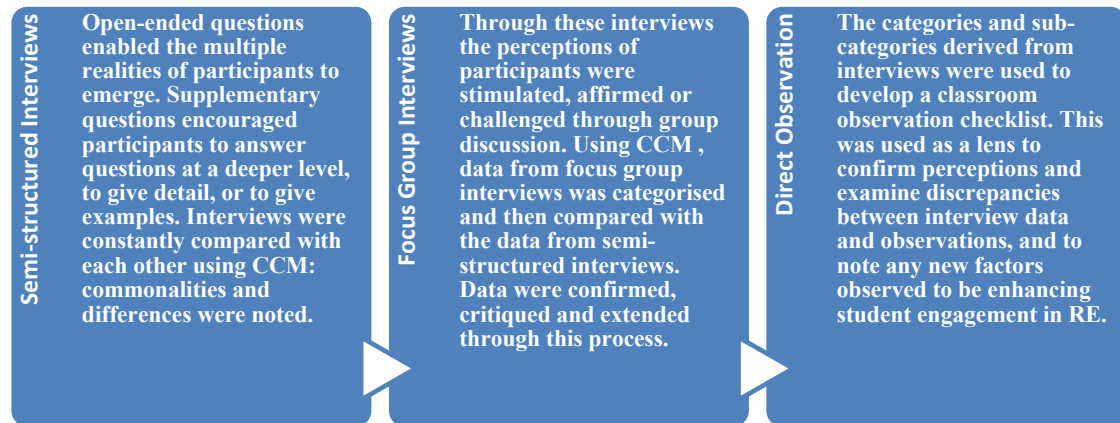 Semi-structured Interviews
Open-ended questions
enabled the multiple
realities of participants to
emerge. Supplementary
questions encouraged
participants to answer
questions at a deeper level,
to give detail, or to give
examples. Interviews were
constantly compared with
each other using CCM:
commonalities and
differences were noted.
Focus Group Interviews
Through these interviews
the perceptions of
participants were
stimulated, affirmed or
challenged through group
discussion. Using CCM ,
data from focus group
interviews was categorised
and then compared with
the data from semi-
structured interviews.
Data were confirmed,
critiqued and extended
through this process.
Direct Observation
The categories and sub-
categories derived from
interviews were used to
develop a classroom
observation checklist. This
was used as a lens to
confirm perceptions and
examine discrepancies
between interview data
and observations, and to
note any new factors
observed to be enhancing
student engagement in RE.